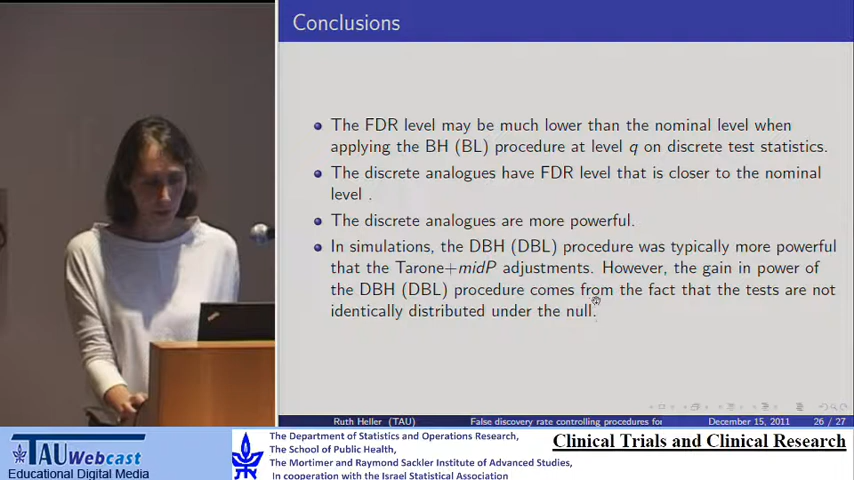 Conclusions
The FDR level may be much lower than the nominal level when
applying the BH (BL) procedure at level q on discrete test statistics.
The discrete analogues have FDR level that is closer to the nominal
level .
The discrete analogues are more powerful.
In simulations, the DBH (DBL) procedure was typically more powerful
that the Tarone+midP adjustments. However, the gain in power of
the DBH (DBL) procedure comes from the fact that the tests are not
identically distributed under the null.
Ruth Heller (TAU) False discovery rate controlling procedures for December 15, 2011 26 / 27
TAUWebcast
Educational Digital Media
The Department of Statistics and Operations Research,
The School of Public Health,
The Mortimer and Raymond Sackler Institute of Advanced Studies,
In cooperation with the Israel Statistical Association
Clinical Trials and Clinical Research